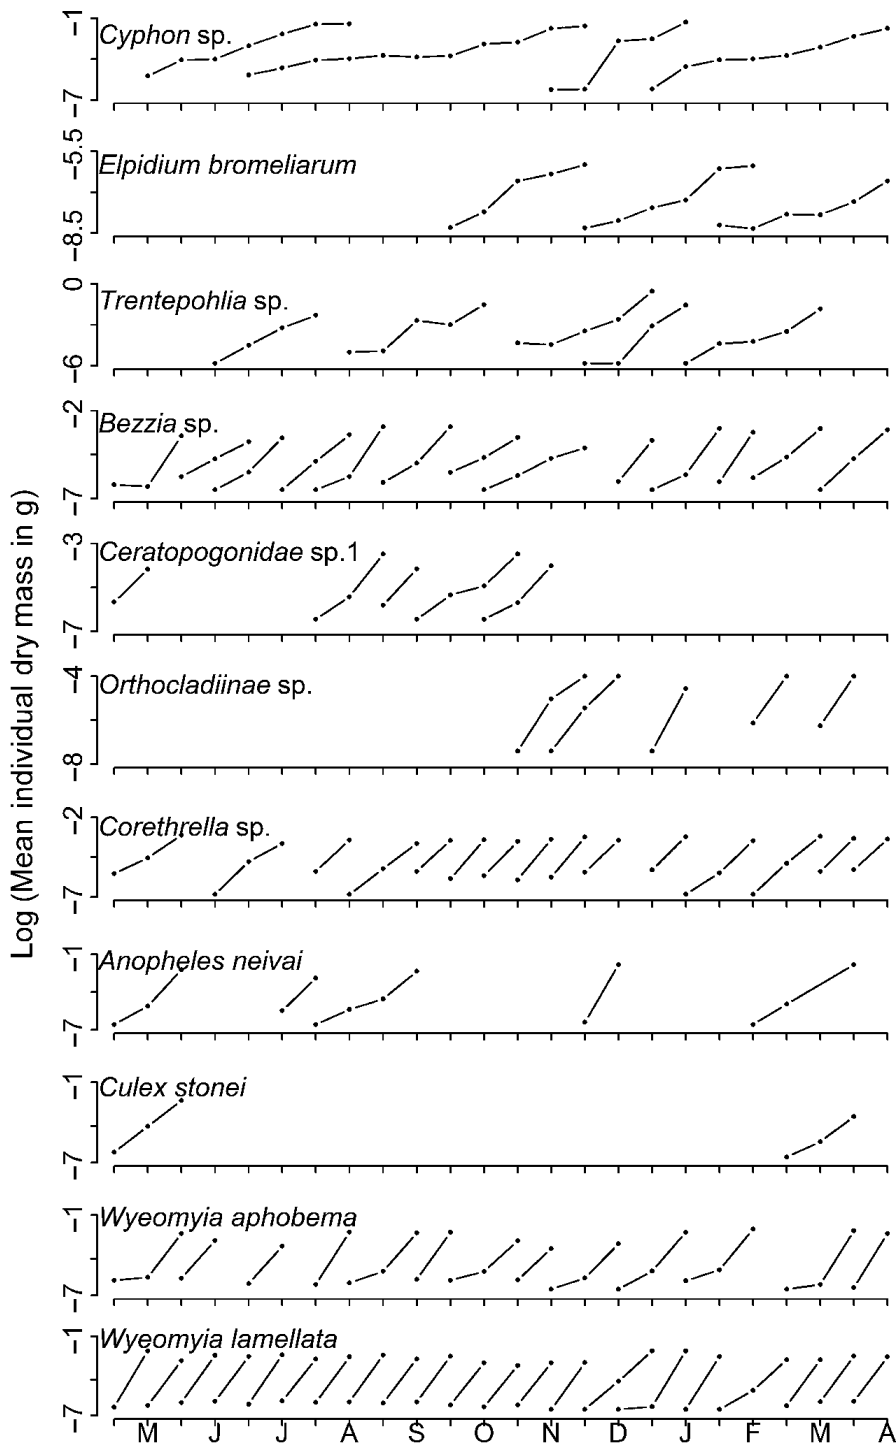 Log (Mean individual dry mass in g)
Cyphon sp.
−1
−7
Elpidium bromeliarum
−5.5
−8.5
Trentepohlia sp.
0
−6
Bezzia sp.
−2
−7
Ceratopogonidae sp.1
−3
−7
Orthocladiinae sp.
−4
−8
Corethrella sp.
−2
−7
Anopheles neivai
−1
−7
Culex stonei
−1
−7
Wyeomyia aphobema
−1
−7
Wyeomyia lamellata
−1
−7
M J J A S O N D J F M A